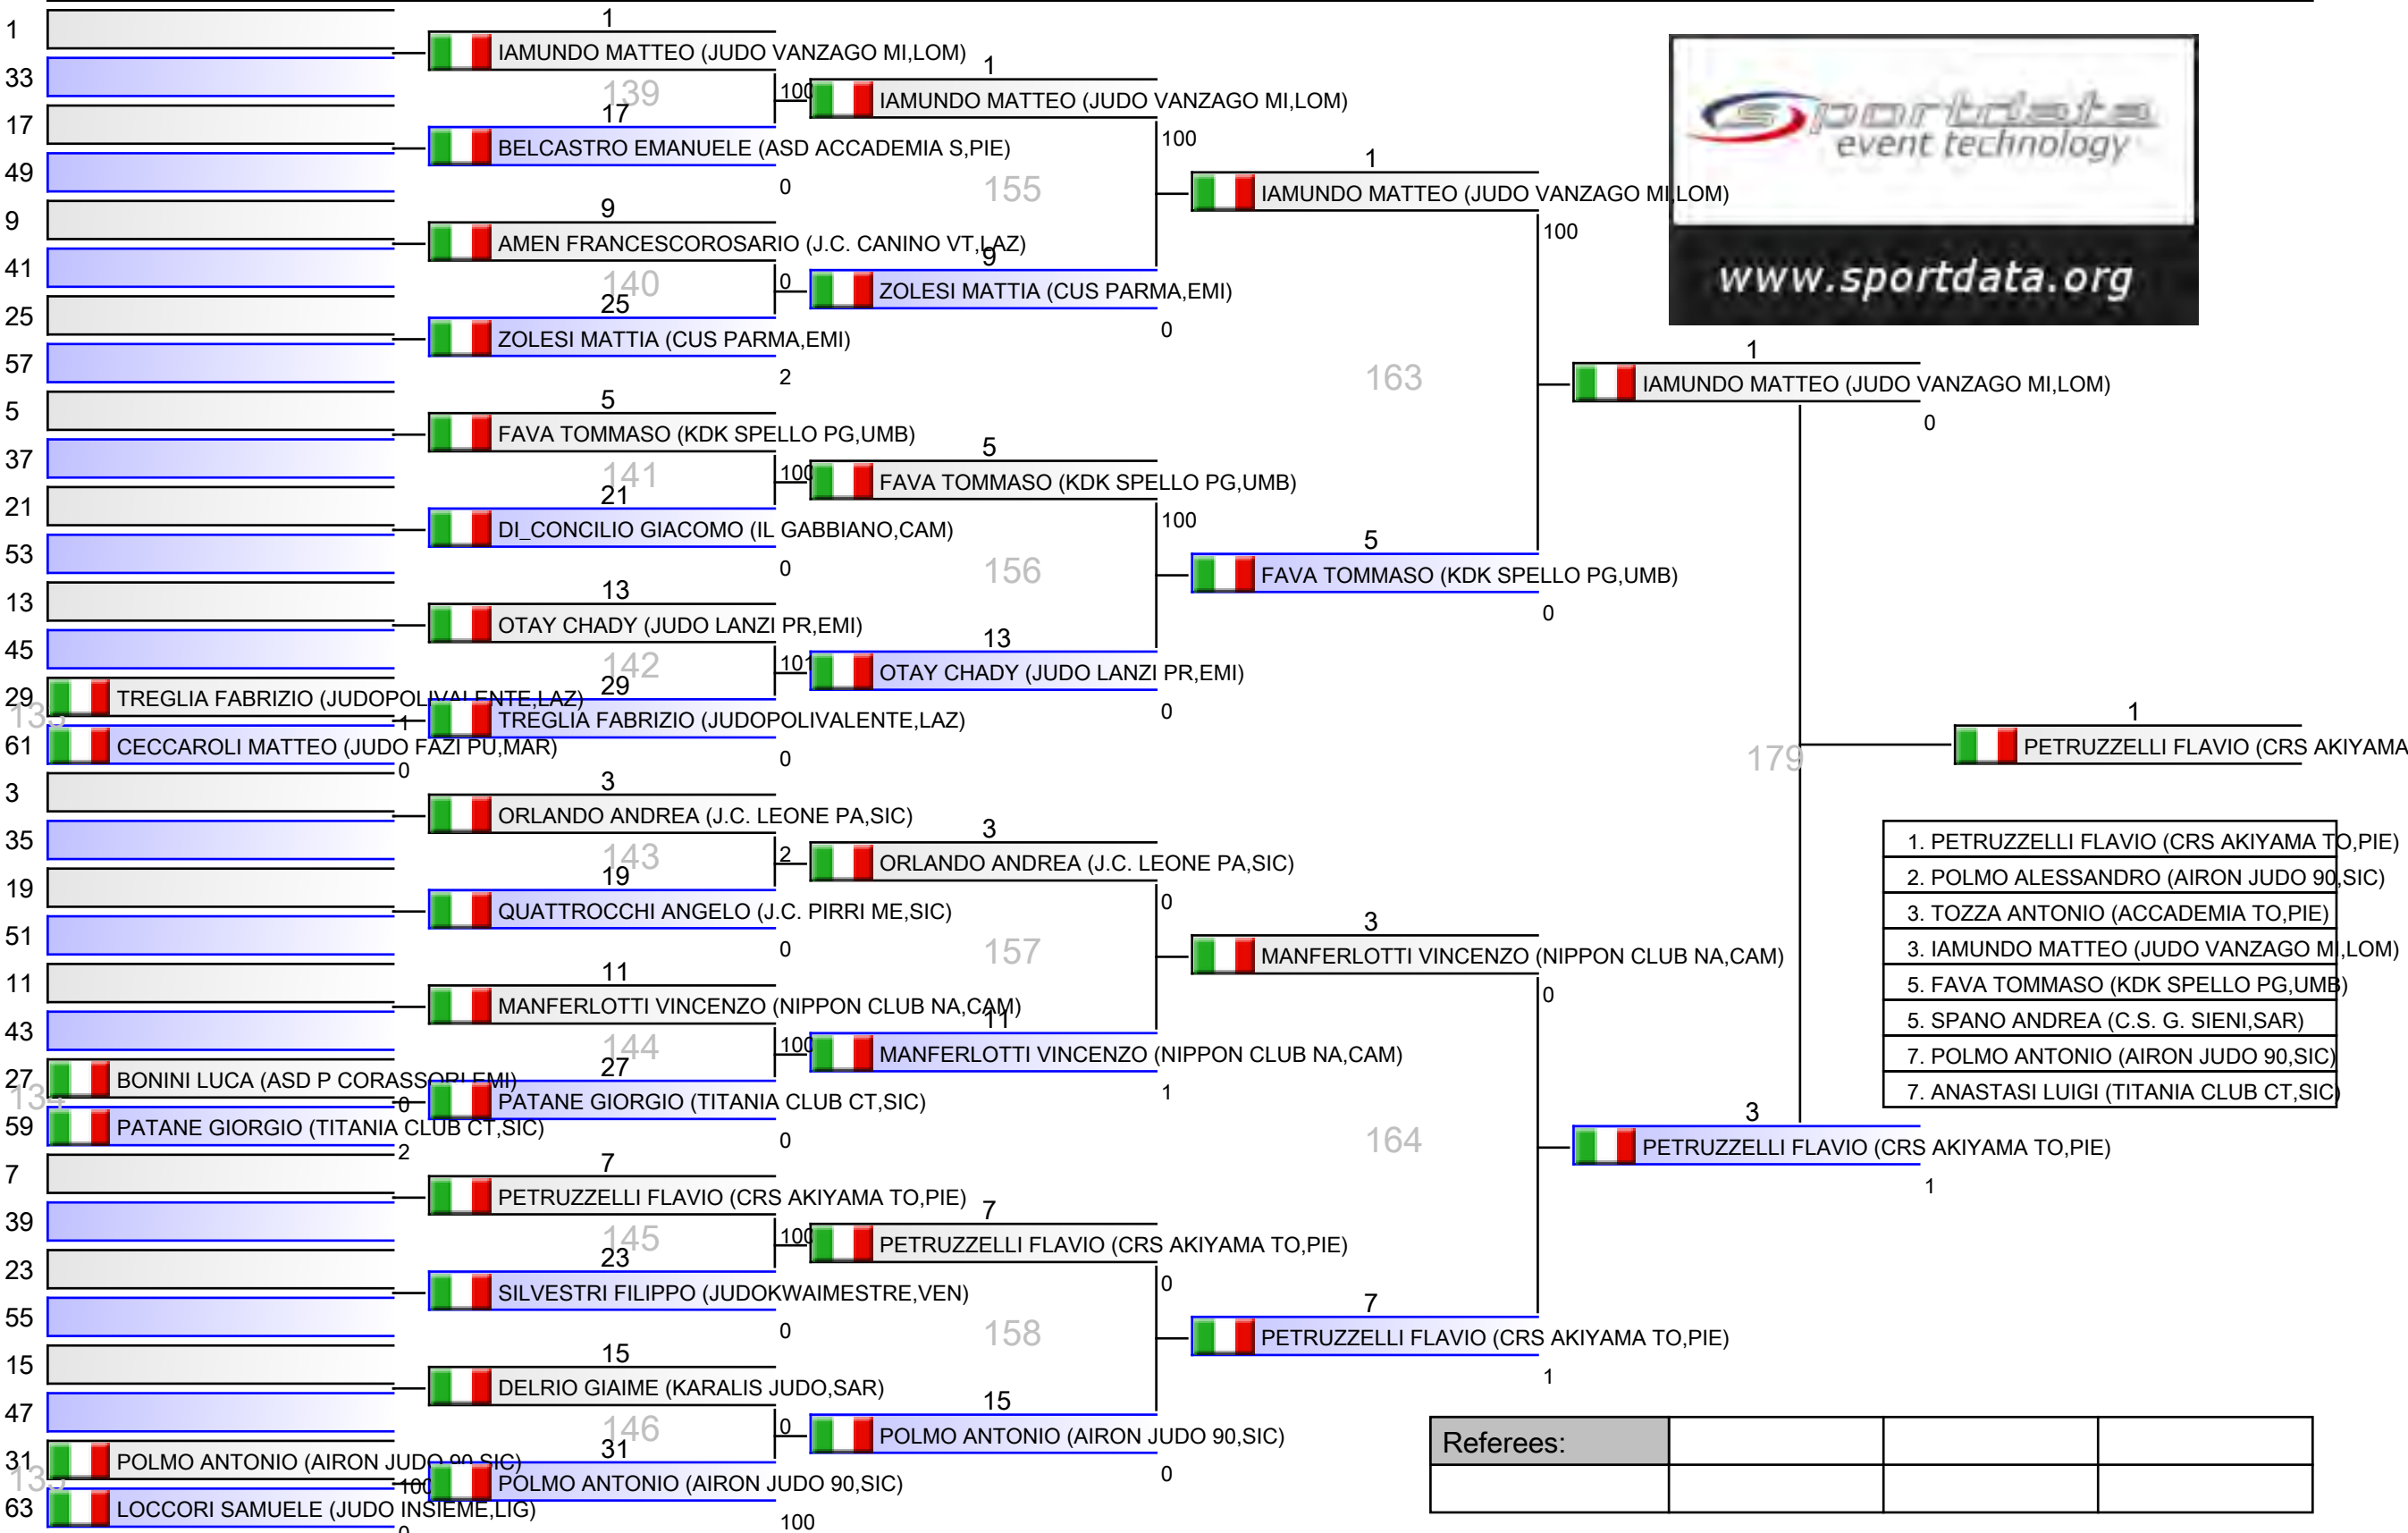 1
33
17
49
9
41
25
57
5
37
21
53
13
45
29
TREGLIA FABRIZIO (JUDOPOLIVALENTE,LAZ)
1
61
CECCAROLI MATTEO (JUDO FAZI PU,MAR)
0
3
35
19
51
11
43
27
BONINI LUCA (ASD P CORASSORI,EMI)
134
0
59
PATANE GIORGIO (TITANIA CLUB CT,SIC)
2
7
39
23
55
15
47
31
POLMO ANTONIO (AIRON JUDO 90,SIC)
100
63
LOCCORI SAMUELE (JUDO INSIEME,LIG)
0
1
IAMUNDO MATTEO (JUDO VANZAGO MI,LOM)
139
100
17
BELCASTRO EMANUELE (ASD ACCADEMIA S,PIE)
0
9
AMEN FRANCESCOROSARIO (J.C. CANINO VT,LAZ)
140
0
25
ZOLESI MATTIA (CUS PARMA,EMI)
2
5
FAVA TOMMASO (KDK SPELLO PG,UMB)
141
100
21
DI_CONCILIO GIACOMO (IL GABBIANO,CAM)
0
13
OTAY CHADY (JUDO LANZI PR,EMI)
142
101
29
TREGLIA FABRIZIO (JUDOPOLIVALENTE,LAZ)
0
3
ORLANDO ANDREA (J.C. LEONE PA,SIC)
143
2
19
QUATTROCCHI ANGELO (J.C. PIRRI ME,SIC)
0
11
MANFERLOTTI VINCENZO (NIPPON CLUB NA,CAM)
144
100
27
PATANE GIORGIO (TITANIA CLUB CT,SIC)
0
7
PETRUZZELLI FLAVIO (CRS AKIYAMA TO,PIE)
145
100
23
SILVESTRI FILIPPO (JUDOKWAIMESTRE,VEN)
0
15
DELRIO GIAIME (KARALIS JUDO,SAR)
146
0
31
POLMO ANTONIO (AIRON JUDO 90,SIC)
100
1
IAMUNDO MATTEO (JUDO VANZAGO MI,LOM)
100
155
9
ZOLESI MATTIA (CUS PARMA,EMI)
0
5
FAVA TOMMASO (KDK SPELLO PG,UMB)
100
156
13
OTAY CHADY (JUDO LANZI PR,EMI)
0
3
ORLANDO ANDREA (J.C. LEONE PA,SIC)
0
157
11
MANFERLOTTI VINCENZO (NIPPON CLUB NA,CAM)
1
7
PETRUZZELLI FLAVIO (CRS AKIYAMA TO,PIE)
0
158
15
POLMO ANTONIO (AIRON JUDO 90,SIC)
0
1
IAMUNDO MATTEO (JUDO VANZAGO MI,LOM)
100
163
5
FAVA TOMMASO (KDK SPELLO PG,UMB)
0
3
MANFERLOTTI VINCENZO (NIPPON CLUB NA,CAM)
0
164
7
PETRUZZELLI FLAVIO (CRS AKIYAMA TO,PIE)
1
sportdata
event technology
www.sportdata.org
1
IAMUNDO MATTEO (JUDO VANZAGO MI,LOM)
0
179
3
PETRUZZELLI FLAVIO (CRS AKIYAMA TO,PIE)
1
1
PETRUZZELLI FLAVIO (CRS AKIYAMA
1. PETRUZZELLI FLAVIO (CRS AKIYAMA TO,PIE)
2. POLMO ALESSANDRO (AIRON JUDO 90,SIC)
3. TOZZA ANTONIO (ACCADEMIA TO,PIE)
3. IAMUNDO MATTEO (JUDO VANZAGO MI,LOM)
5. FAVA TOMMASO (KDK SPELLO PG,UMB)
5. SPANO ANDREA (C.S. G. SIENI,SAR)
7. POLMO ANTONIO (AIRON JUDO 90,SIC)
7. ANASTASI LUIGI (TITANIA CLUB CT,SIC)
Referees: